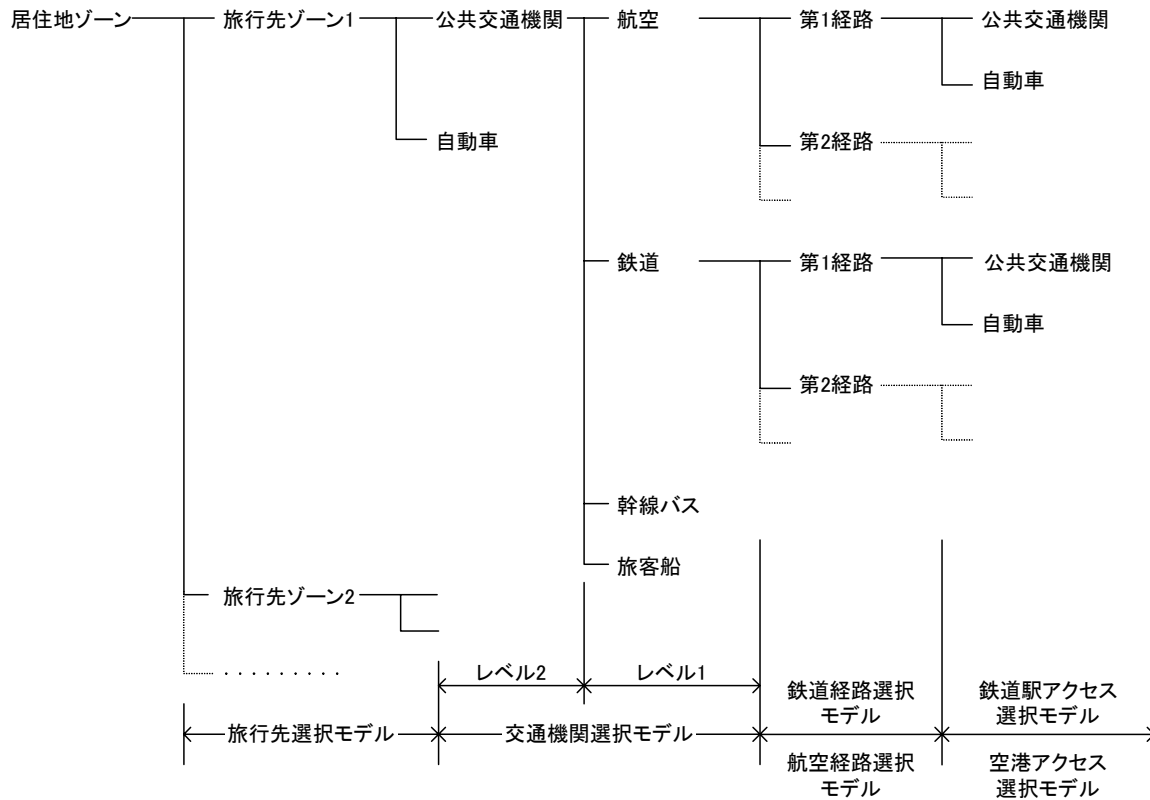 居住地ゾーン 旅行先ゾーン1 公共交通機関 航空 第1経路 公共交通機関
自動車
自動車 第2経路
鉄道 第1経路 公共交通機関
自動車
第2経路
幹線バス
旅客船
旅行先ゾーン2
・・・・・・・・・
レベル2 レベル1
鉄道経路選択
モデル
鉄道駅アクセス
選択モデル
旅行先選択モデル 交通機関選択モデル
航空経路選択
モデル
空港アクセス
選択モデル